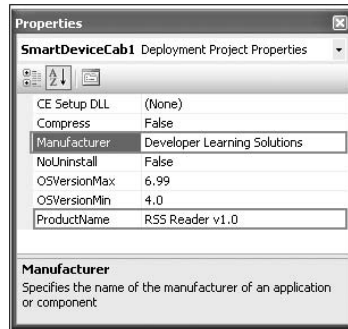 Properties
SmartDeviceCab1 Deployment Project Properties
CE Setup DLL (None)
Compress False
Manufacturer Developer Learning Solutions
NoUninstall False
OSVersionMax 6.99
OSVersionMin 4.0
ProductName RSS Reader v1.0
Manufacturer
Specifies the name of the manufacturer of an application
or component